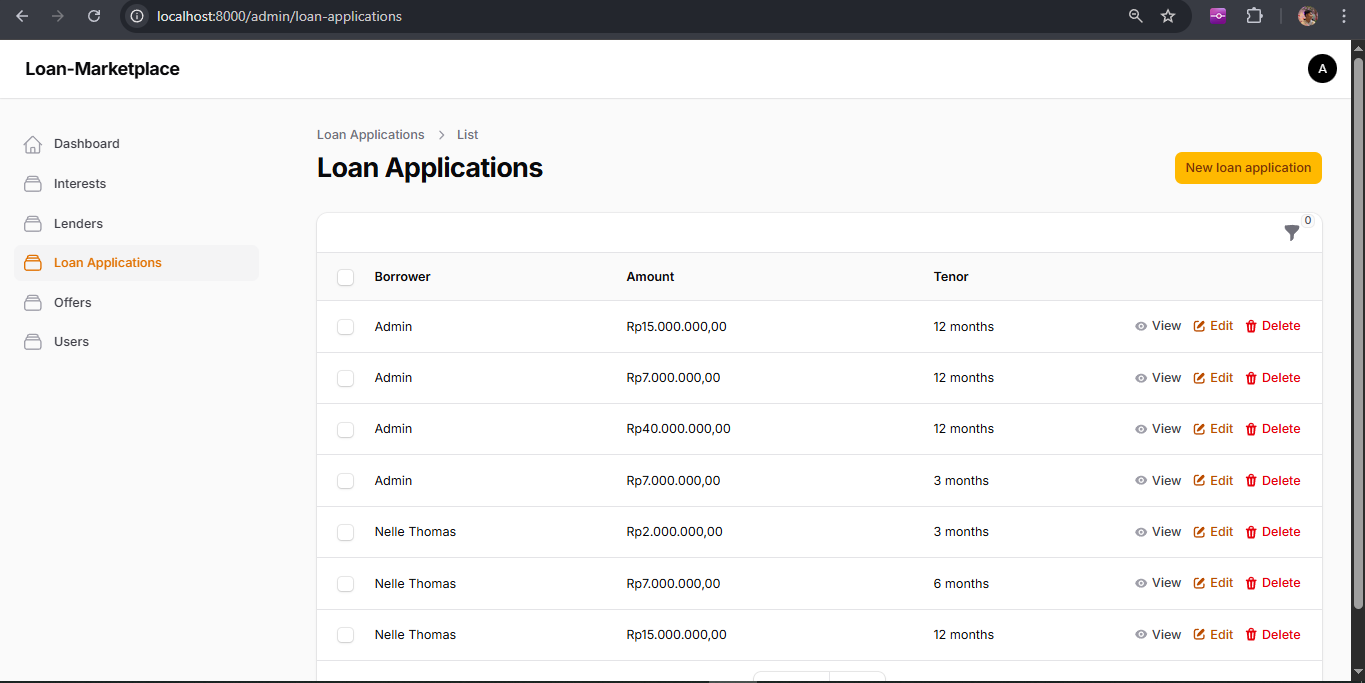 localhost:8000/admin/loan-applications
Loan-Marketplace
A
Dashboard
Interests
Lenders
Loan Applications
Offers
Users
Loan Applications > List
Loan Applications
New loan application
0
Borrower Amount Tenor
Admin Rp15.000.000,00 12 months View Edit Delete
Admin Rp7.000.000,00 12 months View Edit Delete
Admin Rp40.000.000,00 12 months View Edit Delete
Admin Rp7.000.000,00 3 months View Edit Delete
Nelle Thomas Rp2.000.000,00 3 months View Edit Delete
Nelle Thomas Rp7.000.000,00 6 months View Edit Delete
Nelle Thomas Rp15.000.000,00 12 months View Edit Delete